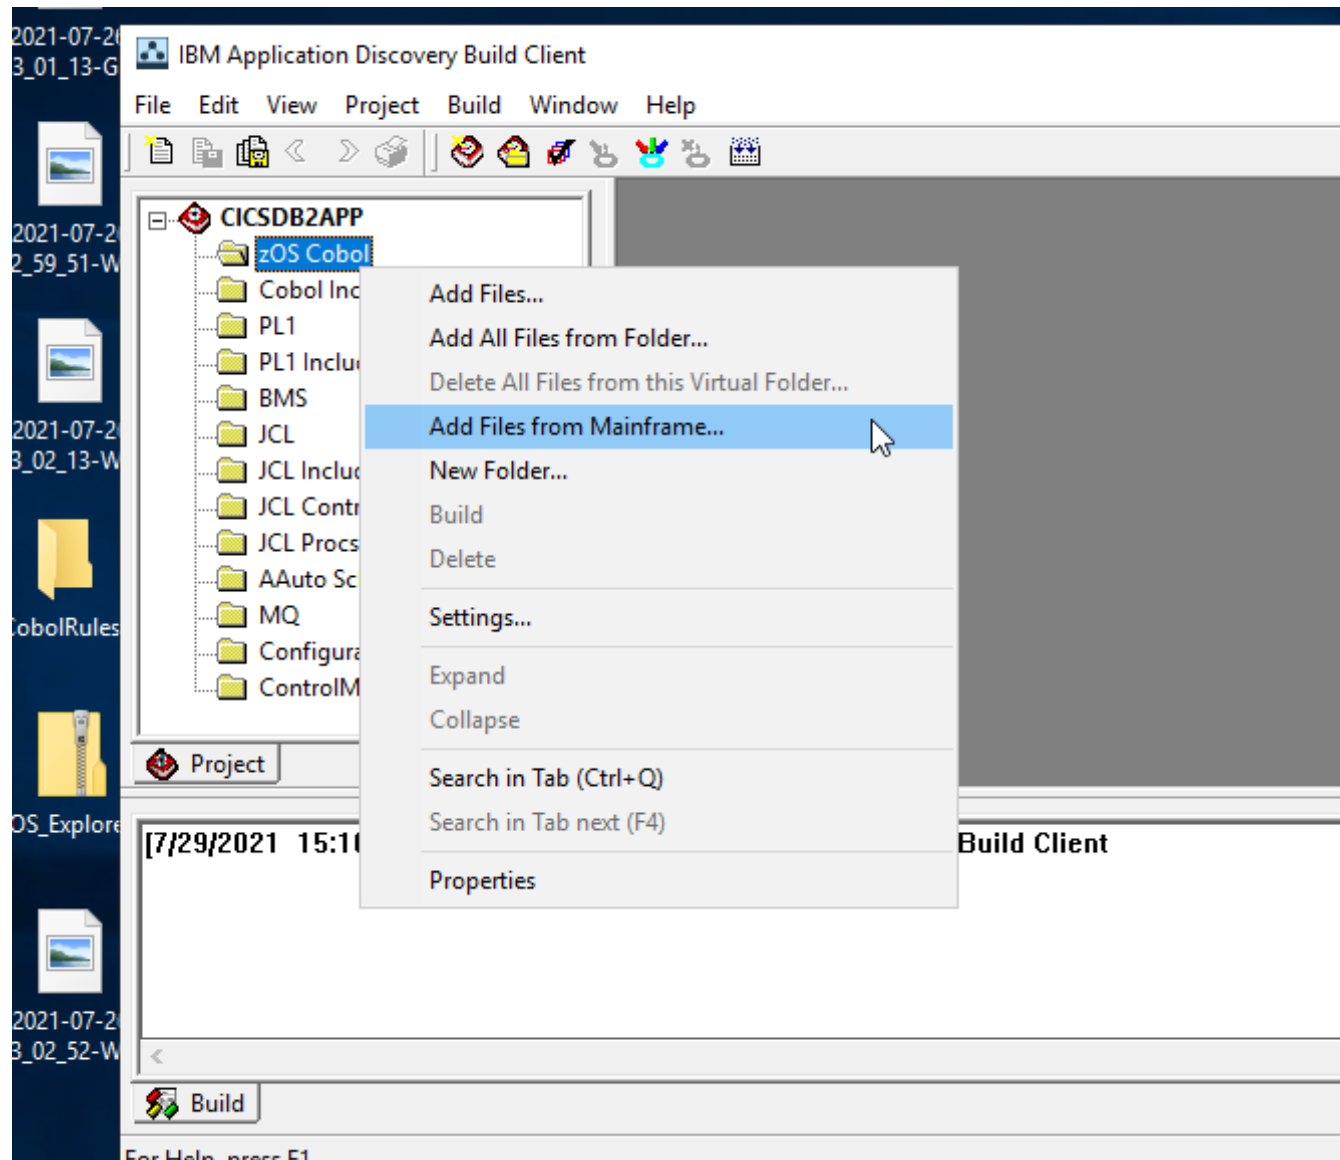 2021-07-2
3_01_13-G
IBM Application Discovery Build Client
File Edit View Project Build Window Help
2021-07-2
2_59_51-W
CICSDB2APP
zOS Cobol
Cobol Inc
PL1
PL1 Inclu
BMS
JCL
JCL Inclu
JCL Contr
JCL Procs
AAuto Sc
MQ
Configura
ControlM
Project
Add Files...
Add All Files from Folder...
Delete All Files from this Virtual Folder...
Add Files from Mainframe...
New Folder...
Build
Delete
Settings...
Expand
Collapse
Search in Tab (Ctrl+Q)
Search in Tab next (F4)
Properties
2021-07-2
3_02_13-W
CobolRules
OS_Explore
2021-07-2
3_02_52-W
[7/29/2021 15:1
Build Client
Build
For Help, press F1